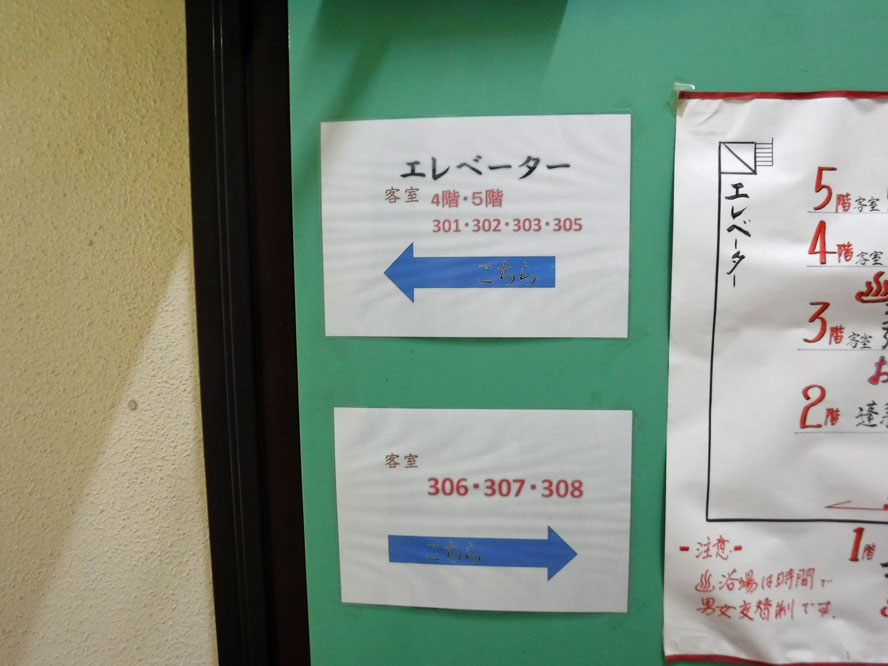 エレベーター
客室 4階・5階
301・302・303・305
こちら
客室
306・307・308
こちら
エレベーター
5階 客室
4階 客室
♨
3階 客室
お
2階
1階
-注意-
♨浴場は時間で
男女交替制です。